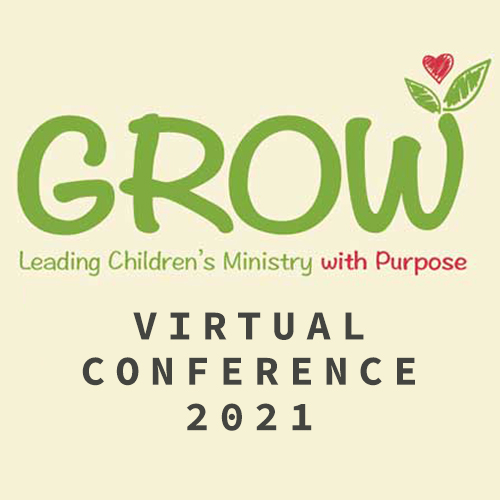 GROW
Leading Children's Ministry with Purpose
VIRTUAL
CONFERENCE
2021